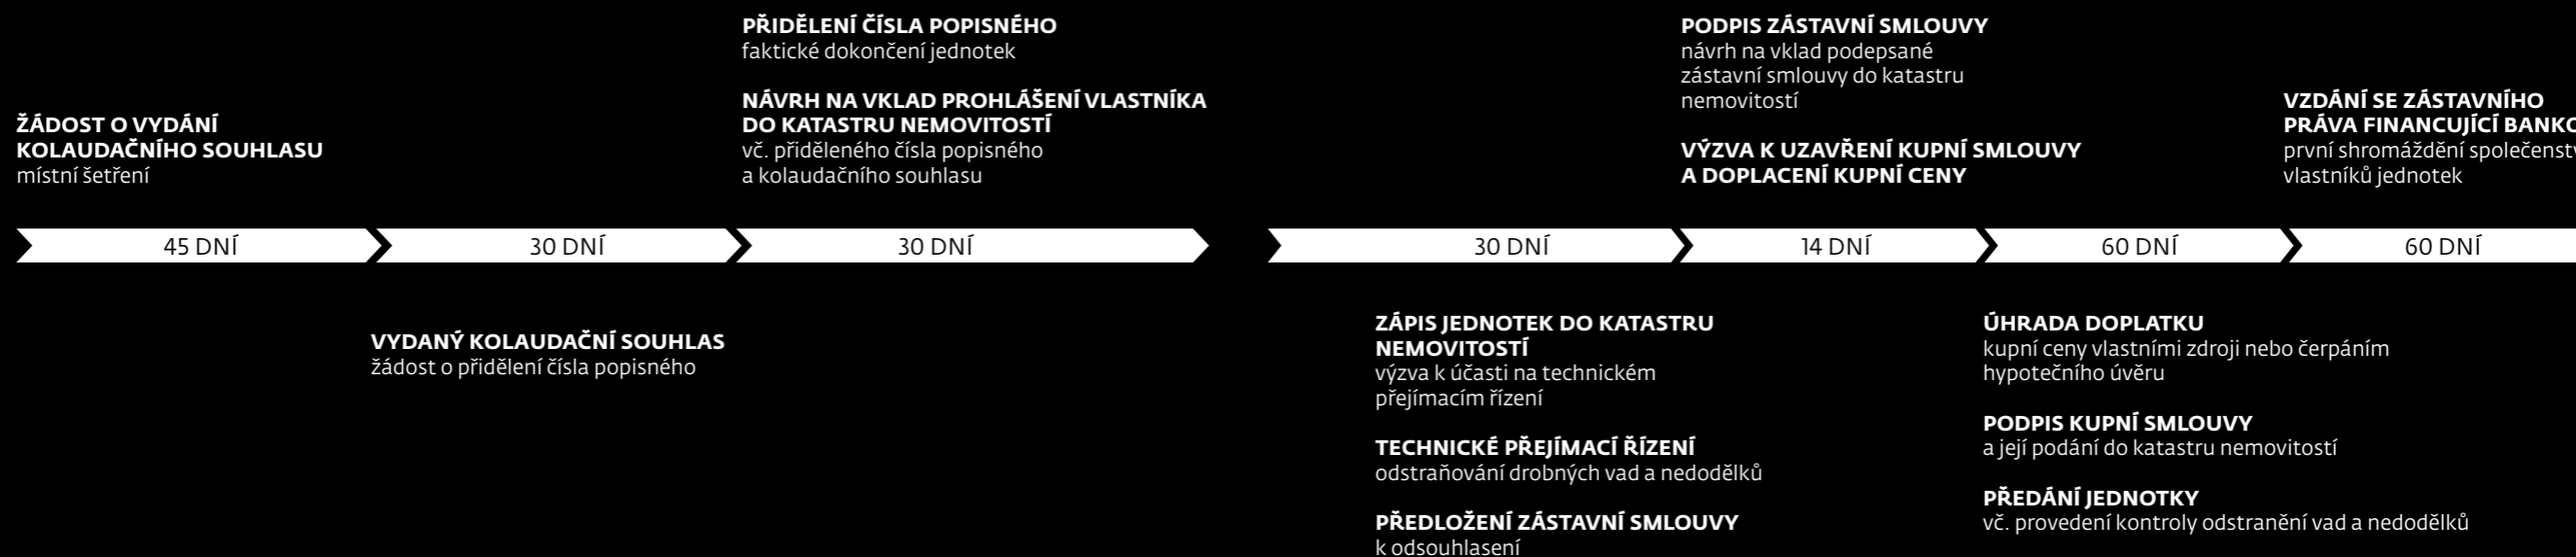 PŘIDĚLENÍ ČÍSLA POPISNÉHO
faktické dokončení jednotek
NÁVRH NA VKLAD PROHLÁŠENÍ VLASTNÍKA
DO KATASTRU NEMOVITOSTÍ
vč. přiděleného čísla popisného
a kolaudačního souhlasu
PODPIS ZÁSTAVNÍ SMLOUVY
návrh na vklad podepsané
zástavní smlouvy do katastru
nemovitostí
VÝZVA K UZAVŘENÍ KUPNÍ SMLOUVY
A DOPLACENÍ KUPNÍ CENY
ŽÁDOST O VYDÁNÍ
KOLAUDAČNÍHO SOUHLASU
místní šetření
VZDÁNÍ SE ZÁSTAVNÍHO
PRÁVA FINANCUJÍCÍ
první shromáždění
vlastníků jednotek
45 DNÍ
30 DNÍ
30 DNÍ
30 DNÍ
14 DNÍ
60 DNÍ
60 DNÍ
VYDANÝ KOLAUDAČNÍ SOUHLAS
žádost o přidělení čísla popisného
ZÁPIS JEDNOTEK DO KATASTRU
NEMOVITOSTÍ
výzva k účasti na technickém
přejímacím řízení
TECHNICKÉ PŘEJÍMACÍ ŘÍZENÍ
odstraňování drobných vad a nedodělků
PŘEDLOŽENÍ ZÁSTAVNÍ SMLOUVY
k odsouhlasení
ÚHRADA DOPLATKU
kupní ceny vlastními zdroji nebo čerpáním
hypotečního úvěru
PODPIS KUPNÍ SMLOUVY
a její podání do katastru nemovitostí
PŘEDÁNÍ JEDNOTKY
vč. provedení kontroly odstranění vad a nedodělků